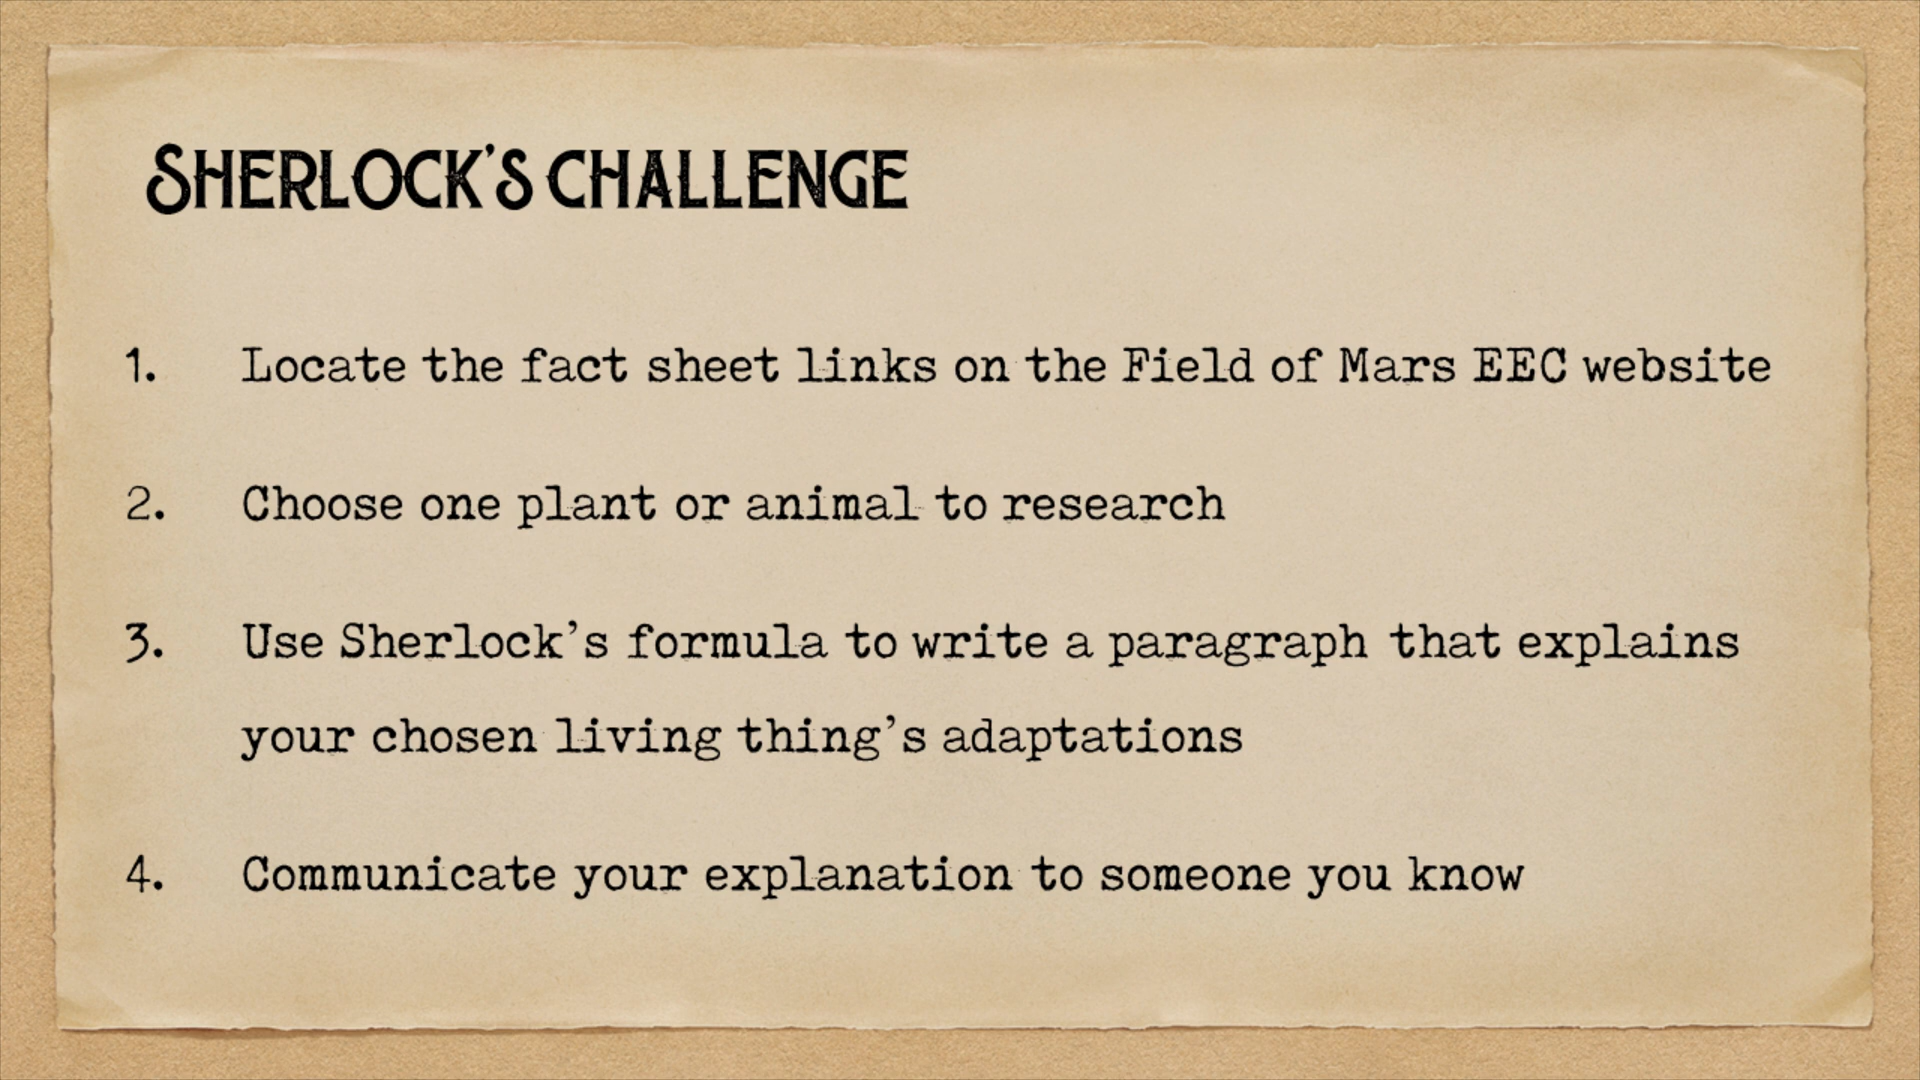 SHERLOCK'S CHALLENGE
1. Locate the fact sheet links on the Field of Mars EEC website
2. Choose one plant or animal to research
3. Use Sherlock's formula to write a paragraph that explains
your chosen living thing's adaptations
4. Communicate your explanation to someone you know